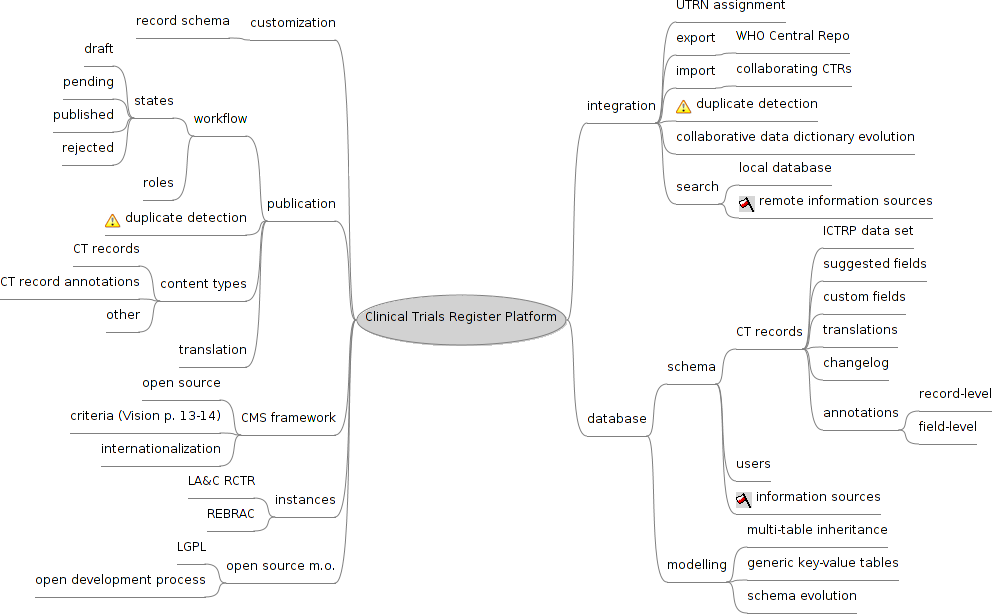 record schema
customization
draft
pending
published
rejected
states
roles
workflow
duplicate detection
CT records
CT record annotations
other
content types
translation
publication
open source
criteria (Vision p. 13-14)
internationalization
CMS framework
LA&C RCTR
REBRAC
instances
LGPL
open development process
open source m.o.
Clinical Trials Register Platform
integration
UTRN assignment
export
WHO Central Repo
import
collaborating CTRs
duplicate detection
collaborative data dictionary evolution
search
local database
remote information sources
database
schema
CT records
ICTRP data set
suggested fields
custom fields
translations
changelog
annotations
record-level
field-level
users
information sources
modelling
multi-table inheritance
generic key-value tables
schema evolution